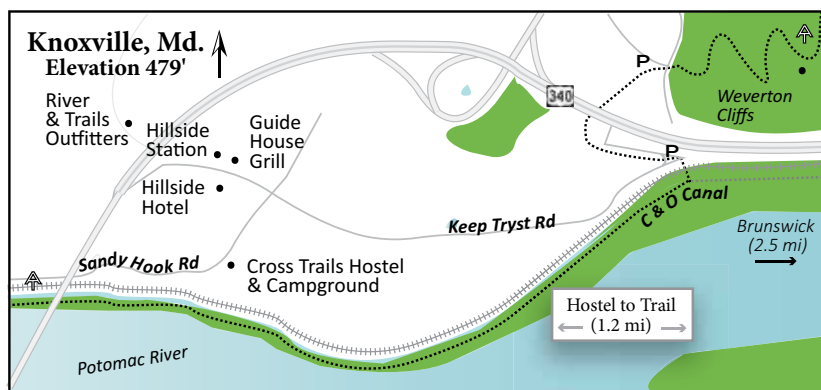 Knoxville, Md.
Elevation 479'
River
& Trails
Outfitters
Hillside
Station
Guide
House
Grill
Hillside
Hotel
340
P
Weverton
Cliffs
P
Keep Tryst Rd
C & O Canal
Brunswick
(2.5 mi)
Sandy Hook Rd
Cross Trails Hostel
& Campground
Hostel to Trail
(1.2 mi)
Potomac River